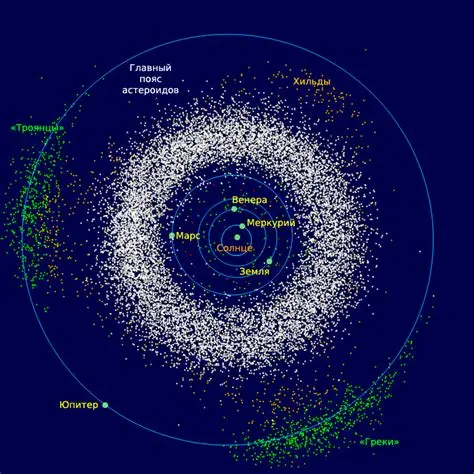 Главный
пояс
астероидов
Хильды
«Троянцы»
Венера
Меркурий
Марс
Солнце
Земля
Юпитер
«Греки»